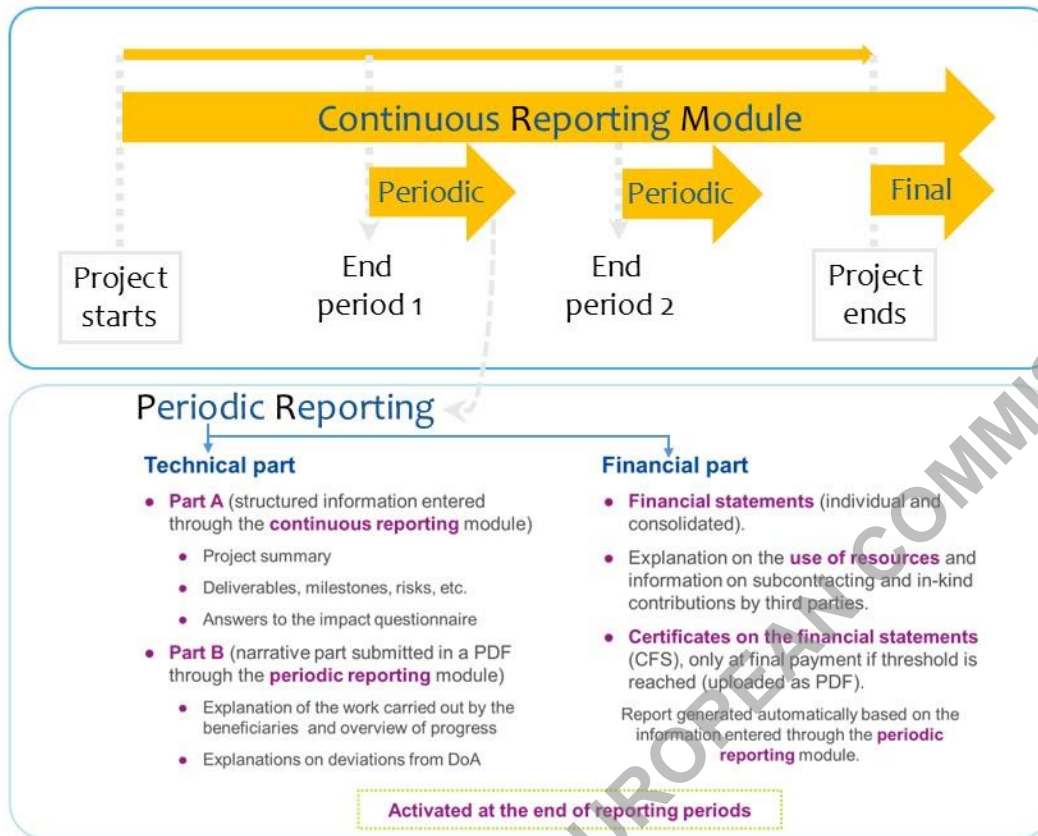 Continuous Reporting Module
Periodic
Periodic
Final
Project
starts
End
period 1
End
period 2
Project
ends
Periodic Reporting
Technical part
● Part A (structured information entered
through the continuous reporting module)
● Project summary
● Deliverables, milestones, risks, etc.
● Answers to the impact questionnaire
● Part B (narrative part submitted in a PDF
through the periodic reporting module)
● Explanation of the work carried out by the
beneficiaries and overview of progress
● Explanations on deviations from DoA
Financial part
● Financial statements (individual and
consolidated).
● Explanation on the use of resources and
information on subcontracting and in-kind
contributions by third parties.
● Certificates on the financial statements
(CFS), only at final payment if threshold is
reached (uploaded as PDF).
Report generated automatically based on the
information entered through the periodic
reporting module.
Activated at the end of reporting periods
UROPEAN COMMIS